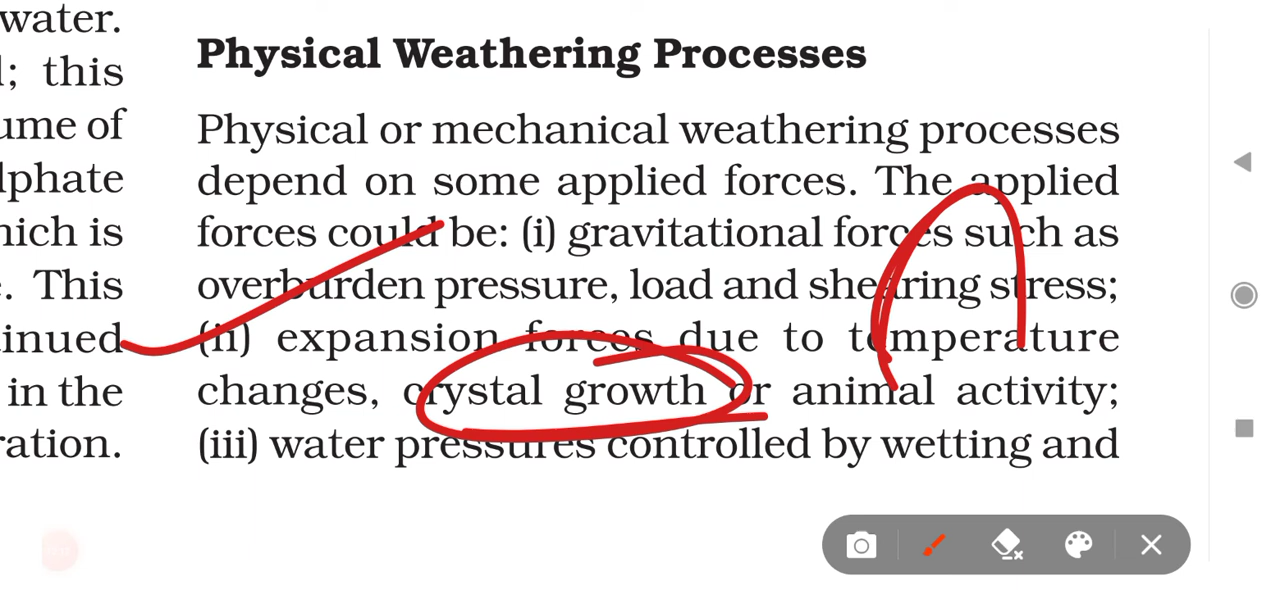 water.
; this
ume of
lphate
hich is
. This
inued
in the
ration.
Physical Weathering Processes
Physical or mechanical weathering processes
depend on some applied forces. The applied
forces could be: (i) gravitational forces such as
overburden pressure, load and shearing stress;
(ii) expansion forces due to temperature
changes, crystal growth or animal activity;
(iii) water pressures controlled by wetting and